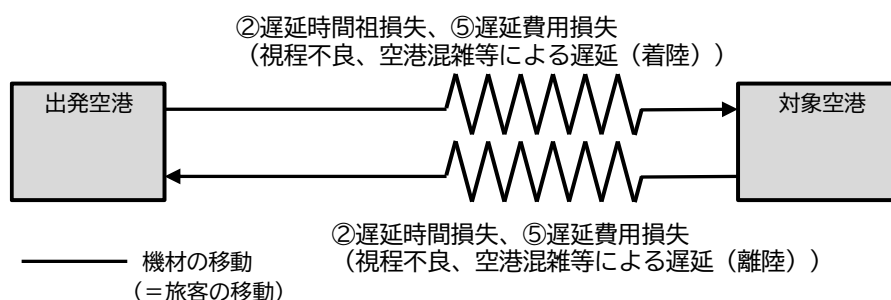 ②遅延時間祖損失、⑤遅延費用損失
（視程不良、空港混雑等による遅延（着陸））
出発空港
対象空港
②遅延時間損失、⑤遅延費用損失
（視程不良、空港混雑等による遅延（離陸））
機材の移動
（＝旅客の移動）